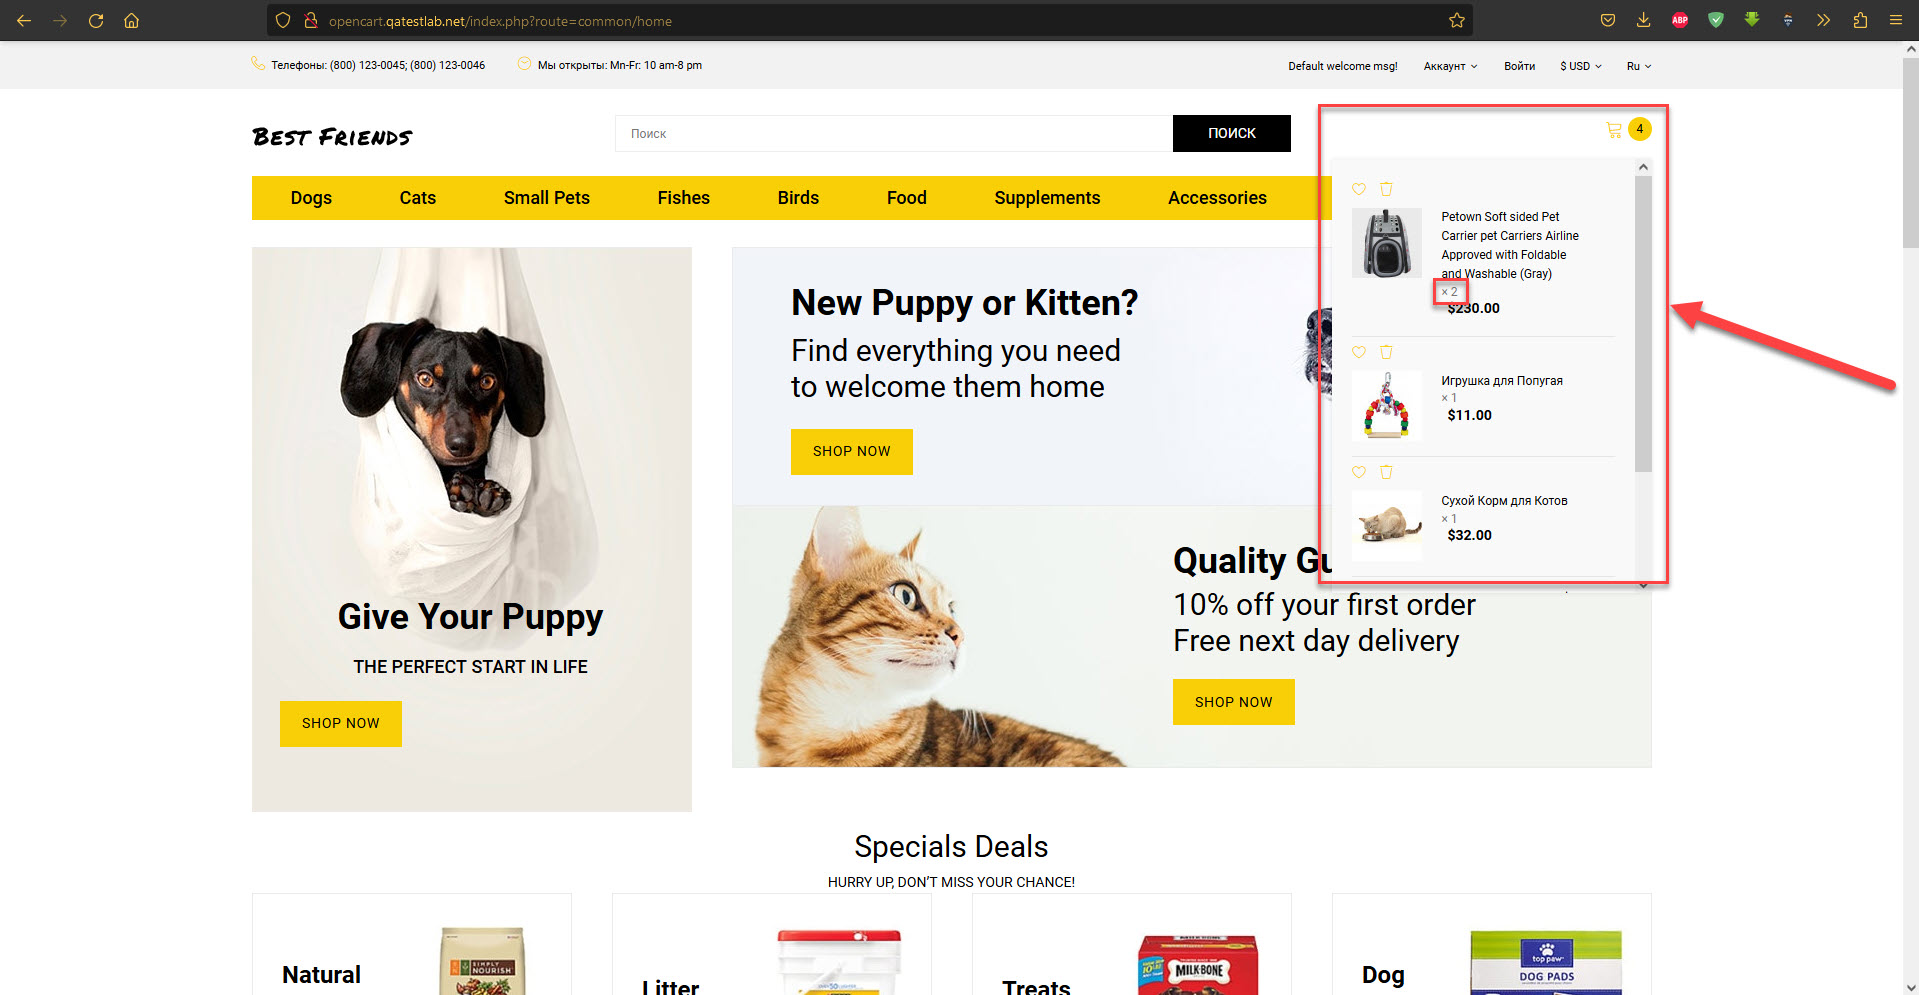 opencart.qatestlab.net/index.php?route=common/home
ABP
Телефоны: (800) 123-0045; (800) 123-0046
Мы открыты: Mn-Fr: 10 am-8 pm
Default welcome msg!
Аккаунт
Войти
$ USD
Ru
Best Friends
Поиск
ПОИСК
4
Dogs
Cats
Small Pets
Fishes
Birds
Food
Supplements
Accessories
Petown Soft sided Pet
Carrier pet Carriers Airline
Approved with Foldable
and Washable (Gray)
× 2
$230.00
Игрушка для Попугая
× 1
$11.00
Сухой Корм для Котов
× 1
$32.00
New Puppy or Kitten?
Find everything you need
to welcome them home
SHOP NOW
Give Your Puppy
THE PERFECT START IN LIFE
SHOP NOW
Quality Gu
10% off your first order
Free next day delivery
SHOP NOW
Specials Deals
HURRY UP, DON'T MISS YOUR CHANCE!
Natural
SIMPLY
NOURISH
Litter
Treats
MILK-BONE
Dog
top paw
DOG PADS